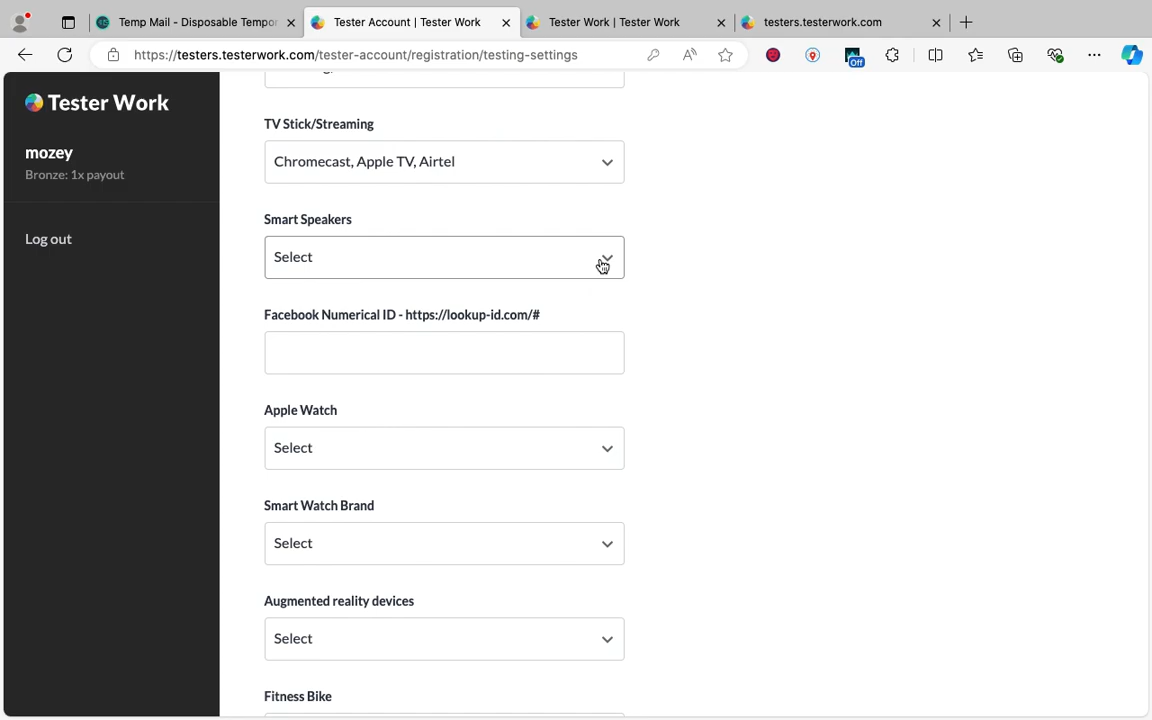 Temp Mail - Disposable Tempor
Tester Account | Tester Work
Tester Work | Tester Work
testers.testerwork.com
https://testers.testerwork.com/tester-account/registration/testing-settings
Off
Tester Work
mozey
Bronze: 1x payout
Log out
TV Stick/Streaming
Chromecast, Apple TV, Airtel
Smart Speakers
Select
Facebook Numerical ID - https://lookup-id.com/#
Apple Watch
Select
Smart Watch Brand
Select
Augmented reality devices
Select
Fitness Bike